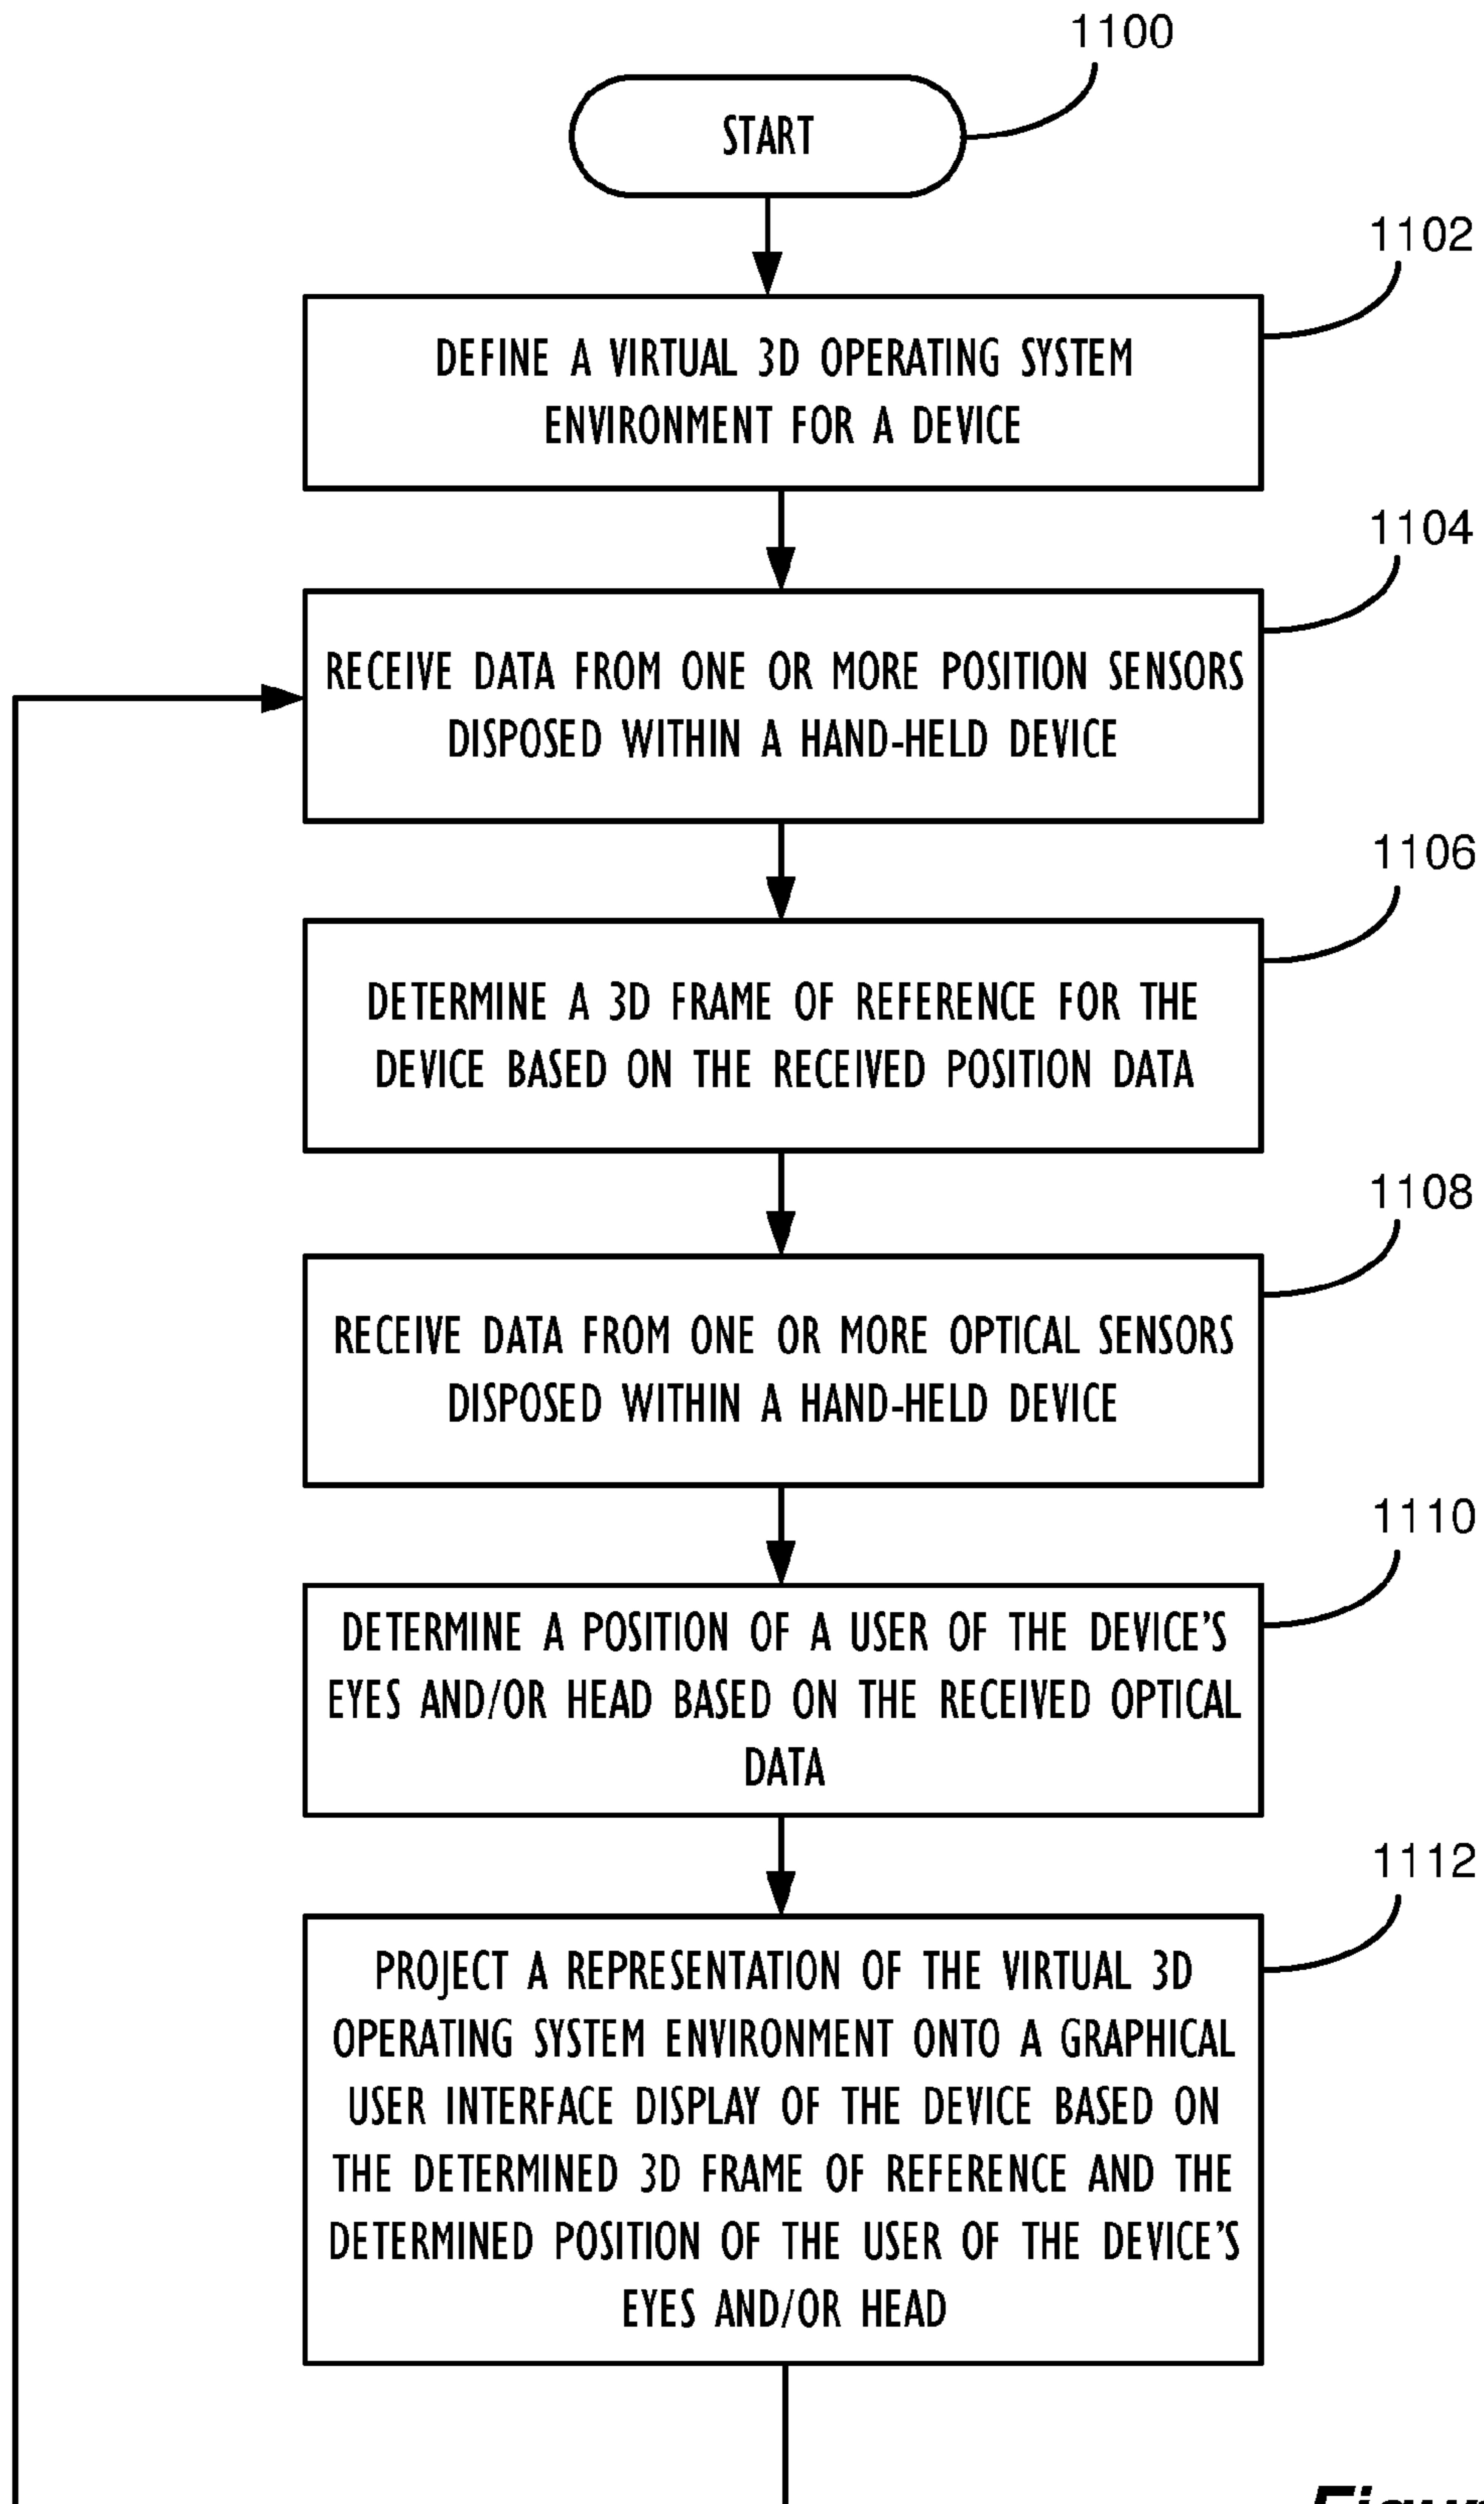 1100
START
1102
DEFINE A VIRTUAL 3D OPERATING SYSTEM
ENVIRONMENT FOR A DEVICE
1104
RECEIVE DATA FROM ONE OR MORE POSITION SENSORS
DISPOSED WITHIN A HAND-HELD DEVICE
1106
DETERMINE A 3D FRAME OF REFERENCE FOR THE
DEVICE BASED ON THE RECEIVED POSITION DATA
1108
RECEIVE DATA FROM ONE OR MORE OPTICAL SENSORS
DISPOSED WITHIN A HAND-HELD DEVICE
1110
DETERMINE A POSITION OF A USER OF THE DEVICE'S
EYES AND/OR HEAD BASED ON THE RECEIVED OPTICAL
DATA
1112
PROJECT A REPRESENTATION OF THE VIRTUAL 3D
OPERATING SYSTEM ENVIRONMENT ONTO A GRAPHICAL
USER INTERFACE DISPLAY OF THE DEVICE BASED ON
THE DETERMINED 3D FRAME OF REFERENCE AND THE
DETERMINED POSITION OF THE USER OF THE DEVICE'S
EYES AND/OR HEAD